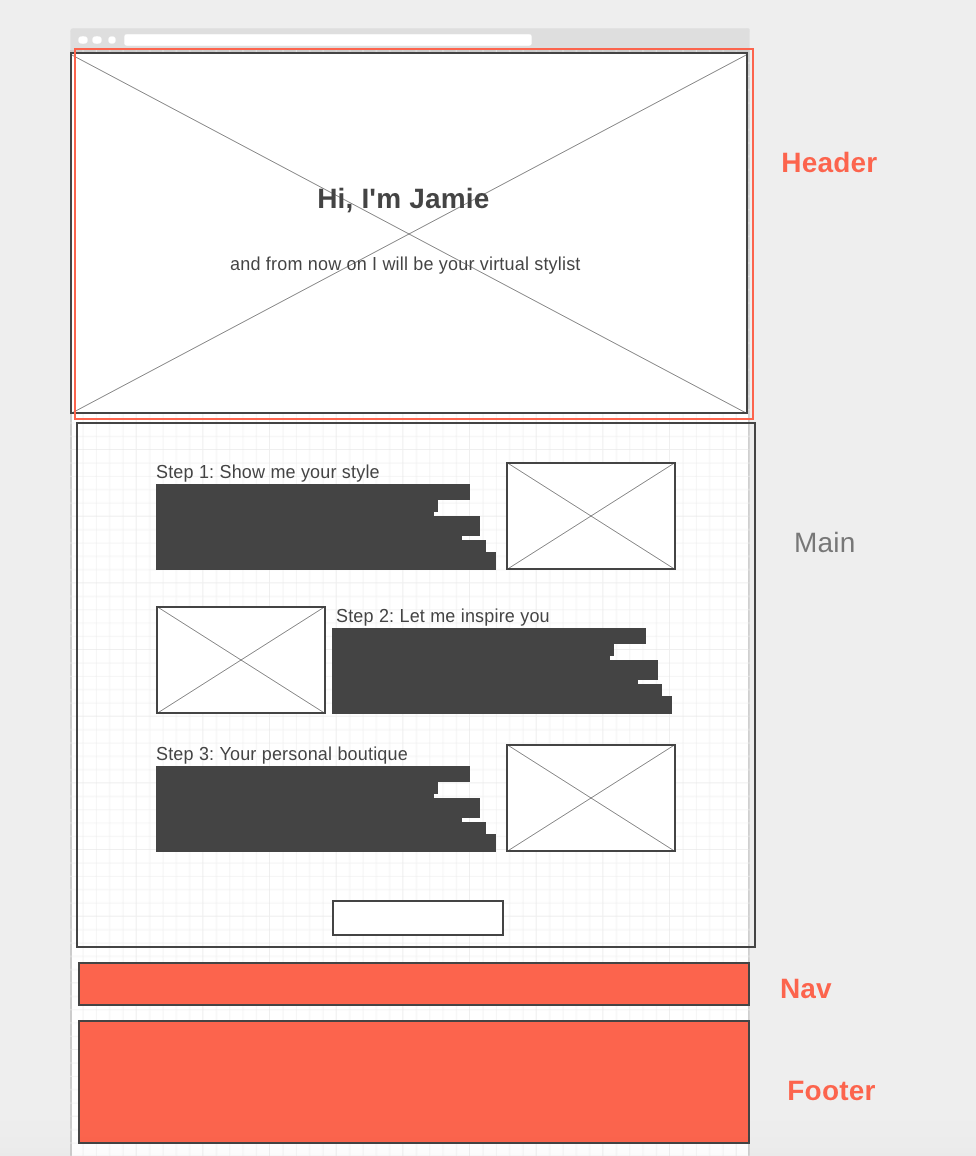 Header
Hi, I'm Jamie
and from now on I will be your virtual stylist
Step 1: Show me your style
Main
Step 2: Let me inspire you
Step 3: Your personal boutique
Nav
Footer